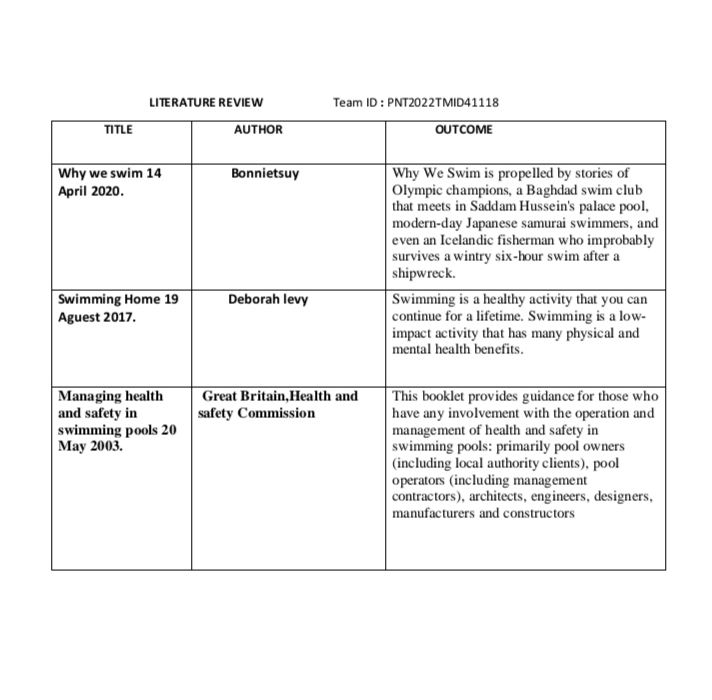 LITERATURE REVIEW Team ID : PNT2022TMID41118
TITLE AUTHOR OUTCOME
Why we swim 14
April 2020.
Bonnietsuy
Why We Swim is propelled by stories of
Olympic champions, a Baghdad swim club
that meets in Saddam Hussein's palace pool,
modern-day Japanese samurai swimmers, and
even an Icelandic fisherman who improbably
survives a wintry six-hour swim after a
shipwreck.
Swimming Home 19
Aguest 2017.
Deborah levy
Swimming is a healthy activity that you can
continue for a lifetime. Swimming is a low-
impact activity that has many physical and
mental health benefits.
Managing health
and safety in
swimming pools 20
May 2003.
Great Britain,Health and
safety Commission
This booklet provides guidance for those who
have any involvement with the operation and
management of health and safety in
swimming pools: primarily pool owners
(including local authority clients), pool
operators (including management
contractors), architects, engineers, designers,
manufacturers and constructors